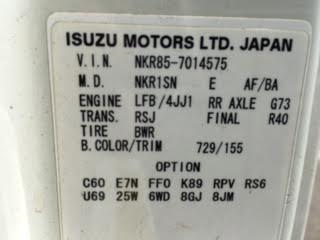 ISUZU MOTORS LTD. JAPAN
V.I.N. NKR85-7014575
M.D. NKR1SN E AF/BA
ENGINE LFB/4JJ1 RR AXLE G73
TRANS. RSJ FINAL R40
TIRE BWR
B.COLOR/TRIM 729/155
OPTION
C60 E7N FF0 K89 RPV RS6
U69 25W 6WD 8GJ 8JM